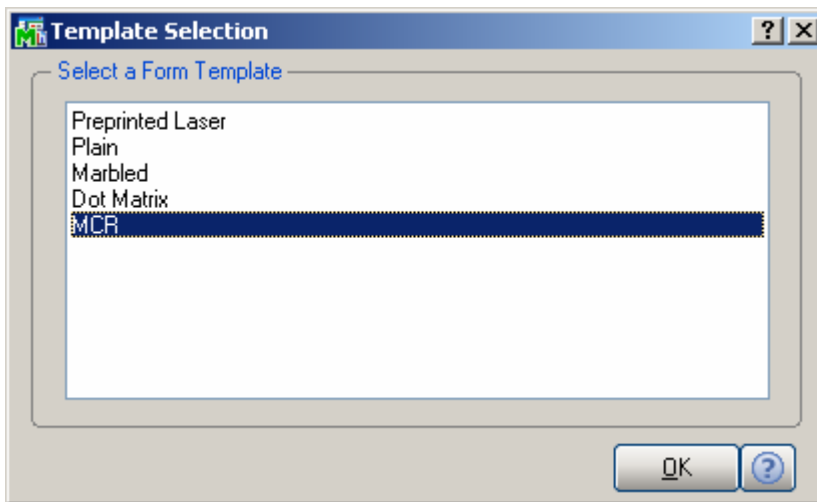 Template Selection
Select a Form Template
Preprinted Laser
Plain
Marbled
Dot Matrix
MCR
OK